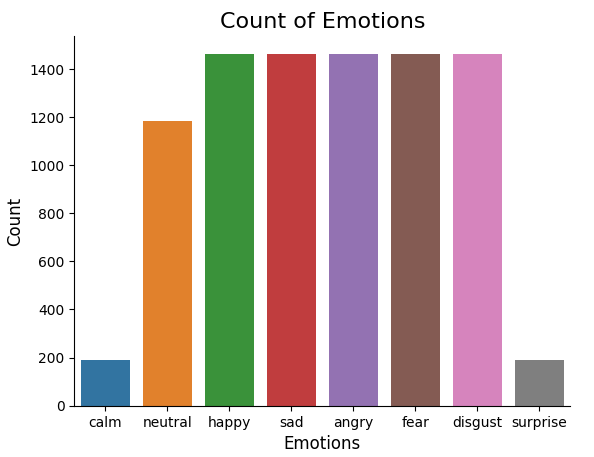 Count of Emotions
Count
1400
1200
1000
800
600
400
200
0
calm neutral happy sad angry fear disgust surprise
Emotions